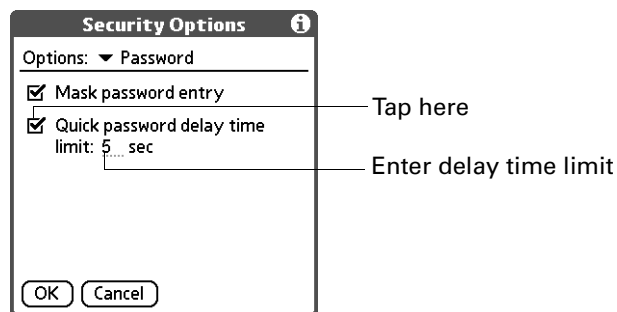 Security Options
Options: Password
Mask password entry
Tap here
Quick password delay time
limit: 5 sec
Enter delay time limit
OK Cancel